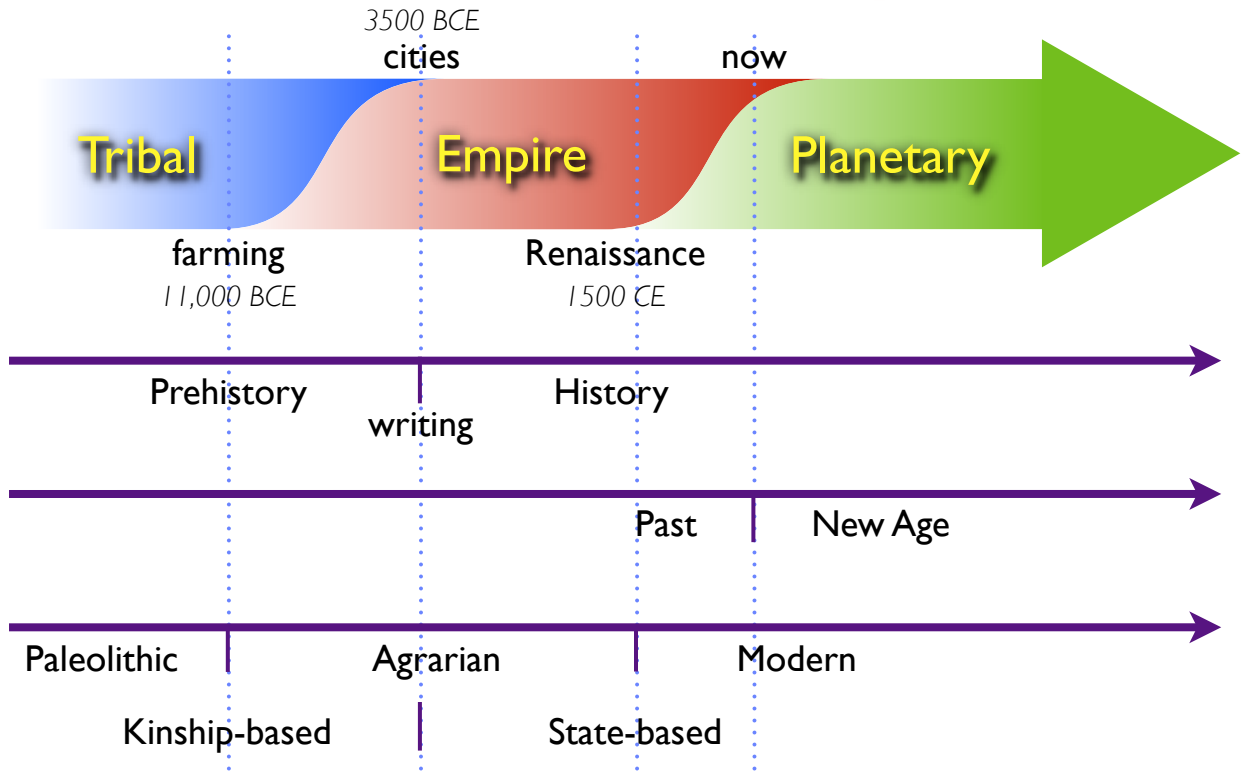 3500 BCE
cities
now
Tribal
Empire
Planetary
farming
Renaissance
11,000 BCE
1500 CE
Prehistory
History
writing
Past
New Age
Paleolithic
Agrarian
Modern
Kinship-based
State-based